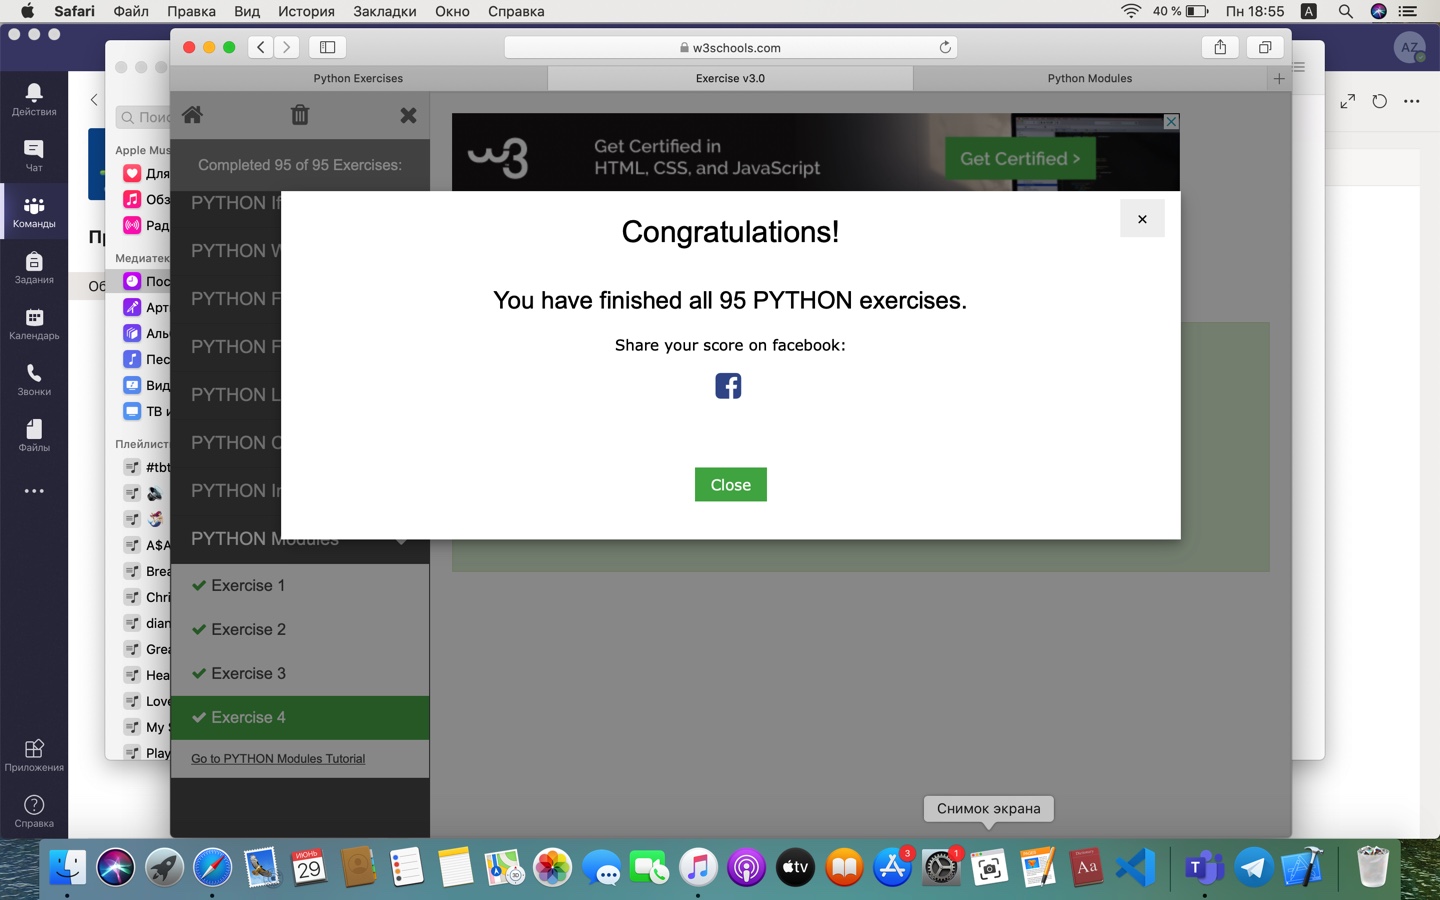 Safari Файл Правка Вид История Закладки Окно Справка
40 % Пн 18:55 A
w3schools.com
AZ
Python Exercises Exercise v3.0 Python Modules
Действия
Чат
Команды
Задания
Календарь
Звонки
Файлы
Приложения
Справка
Apple Mus
Для
Обз
Рад
Медиатек
Пос
Арт
Аль
Пес
Вид
ТВ и
Плейлист
#tbt
A$A
Brea
Chri
dian
Grea
Hea
Love
My
Play
Completed 95 of 95 Exercises:
PYTHON If
PYTHON W
PYTHON F
PYTHON F
PYTHON L
PYTHON
PYTHON
PYTHON Modules
Exercise 1
Exercise 2
Exercise 3
Exercise 4
Go to PYTHON Modules Tutorial
w3
Get Certified in
HTML, CSS, and JavaScript
Get Certified >
Congratulations!
×
You have finished all 95 PYTHON exercises.
Share your score on facebook:
Close
Снимок экрана
ИЮНЬ
29
3
1
Aa